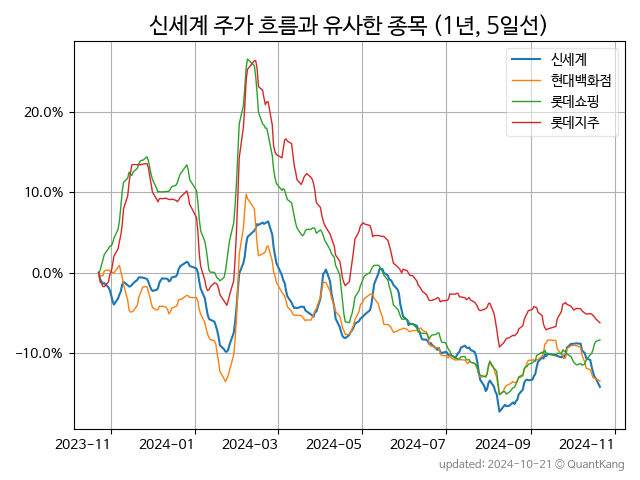 신세계 주가 흐름과 유사한 종목 (1년, 5일선)
신세계
현대백화점
롯데쇼핑
롯데지주
20.0%
10.0%
0.0%
−10.0%
2023-11 2024-01 2024-03 2024-05 2024-07 2024-09 2024-11
updated: 2024-10-21 © QuantKang